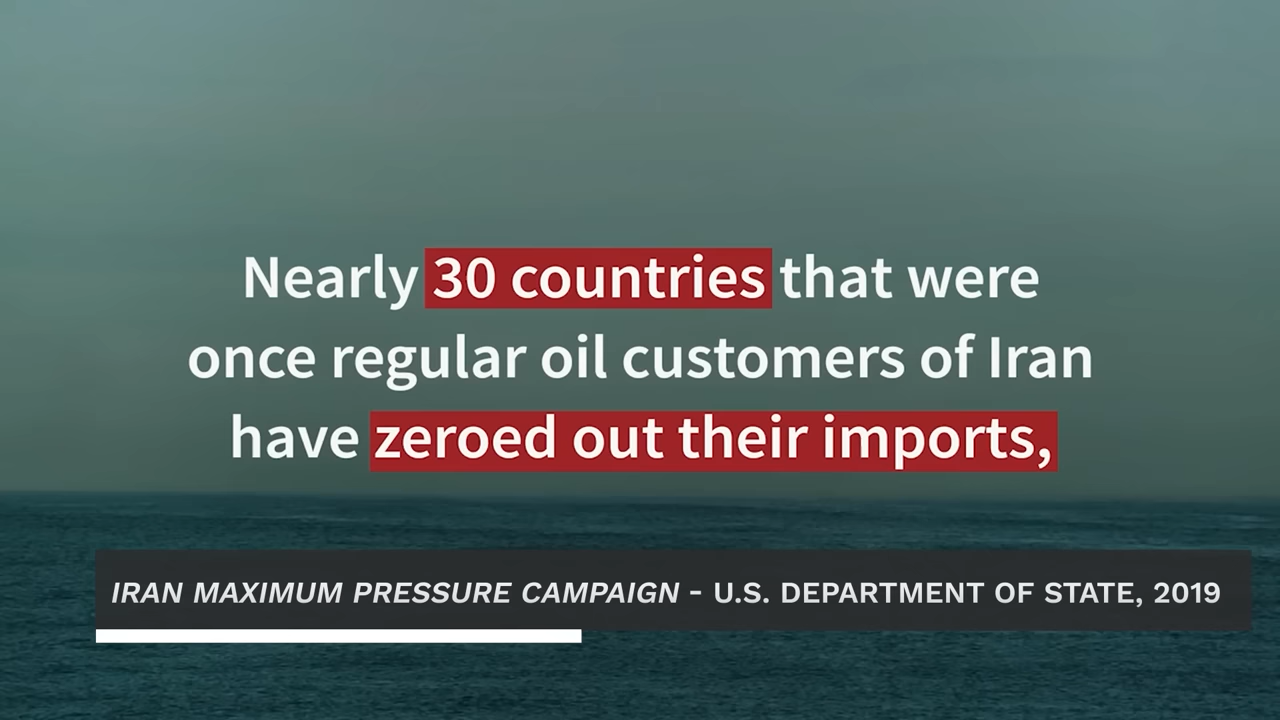 Nearly 30 countries that were
once regular oil customers of Iran
have zeroed out their imports,
IRAN MAXIMUM PRESSURE CAMPAIGN - U.S. DEPARTMENT OF STATE, 2019